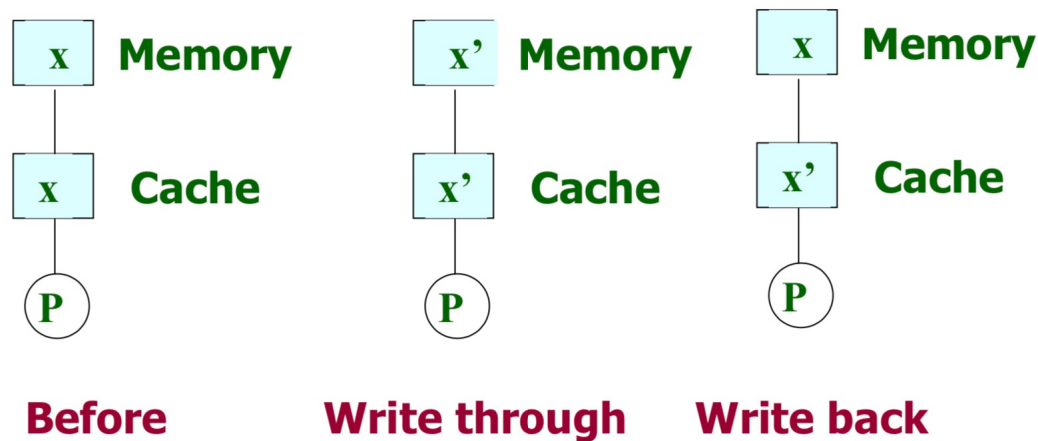 x Memory
x’ Memory
x Memory
x Cache
x’ Cache
x’ Cache
P
P
P
Before
Write through
Write back